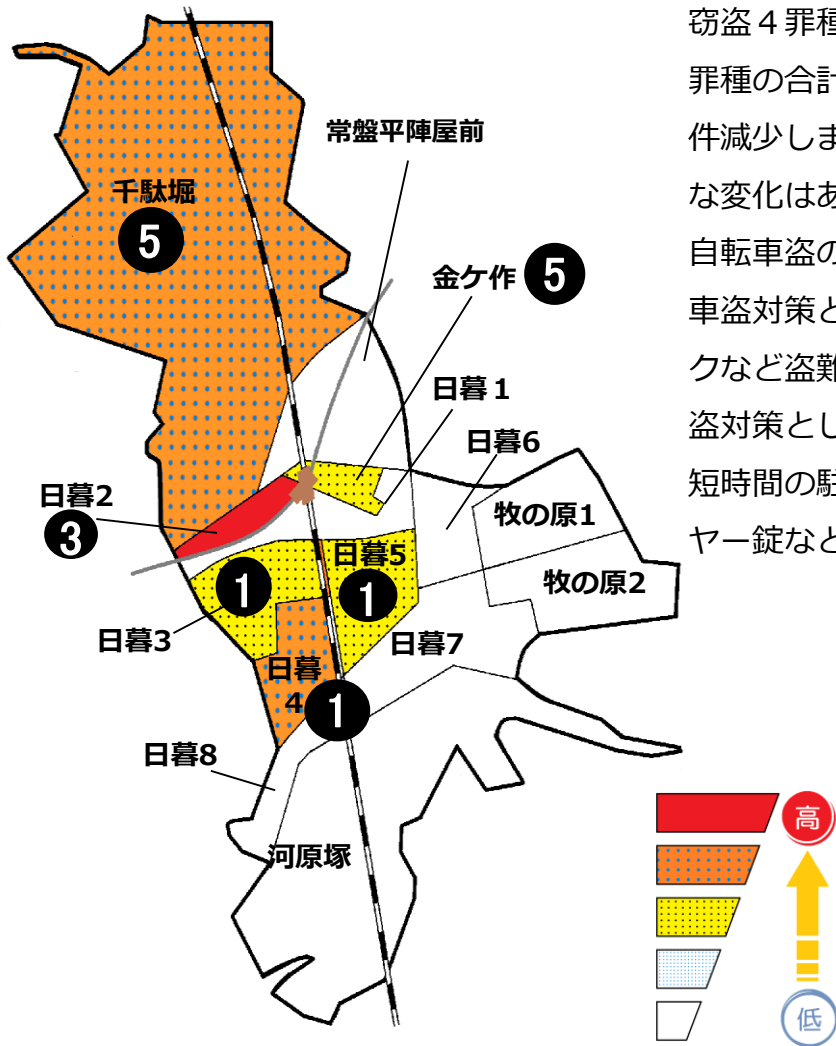 窃盗４罪種
罪種の合計
件減少しま
な変化はあ
自転車盗の
車盗対策と
クなど盗難
盗対策とし
短時間の駐
ヤー錠など
常盤平陣屋前
千駄堀
5
金ケ作 5
日暮１
日暮6
日暮2
3
牧の原1
牧の原2
日暮5
1
1
日暮3
日暮7
日暮
4
1
日暮8
河原塚
高
低